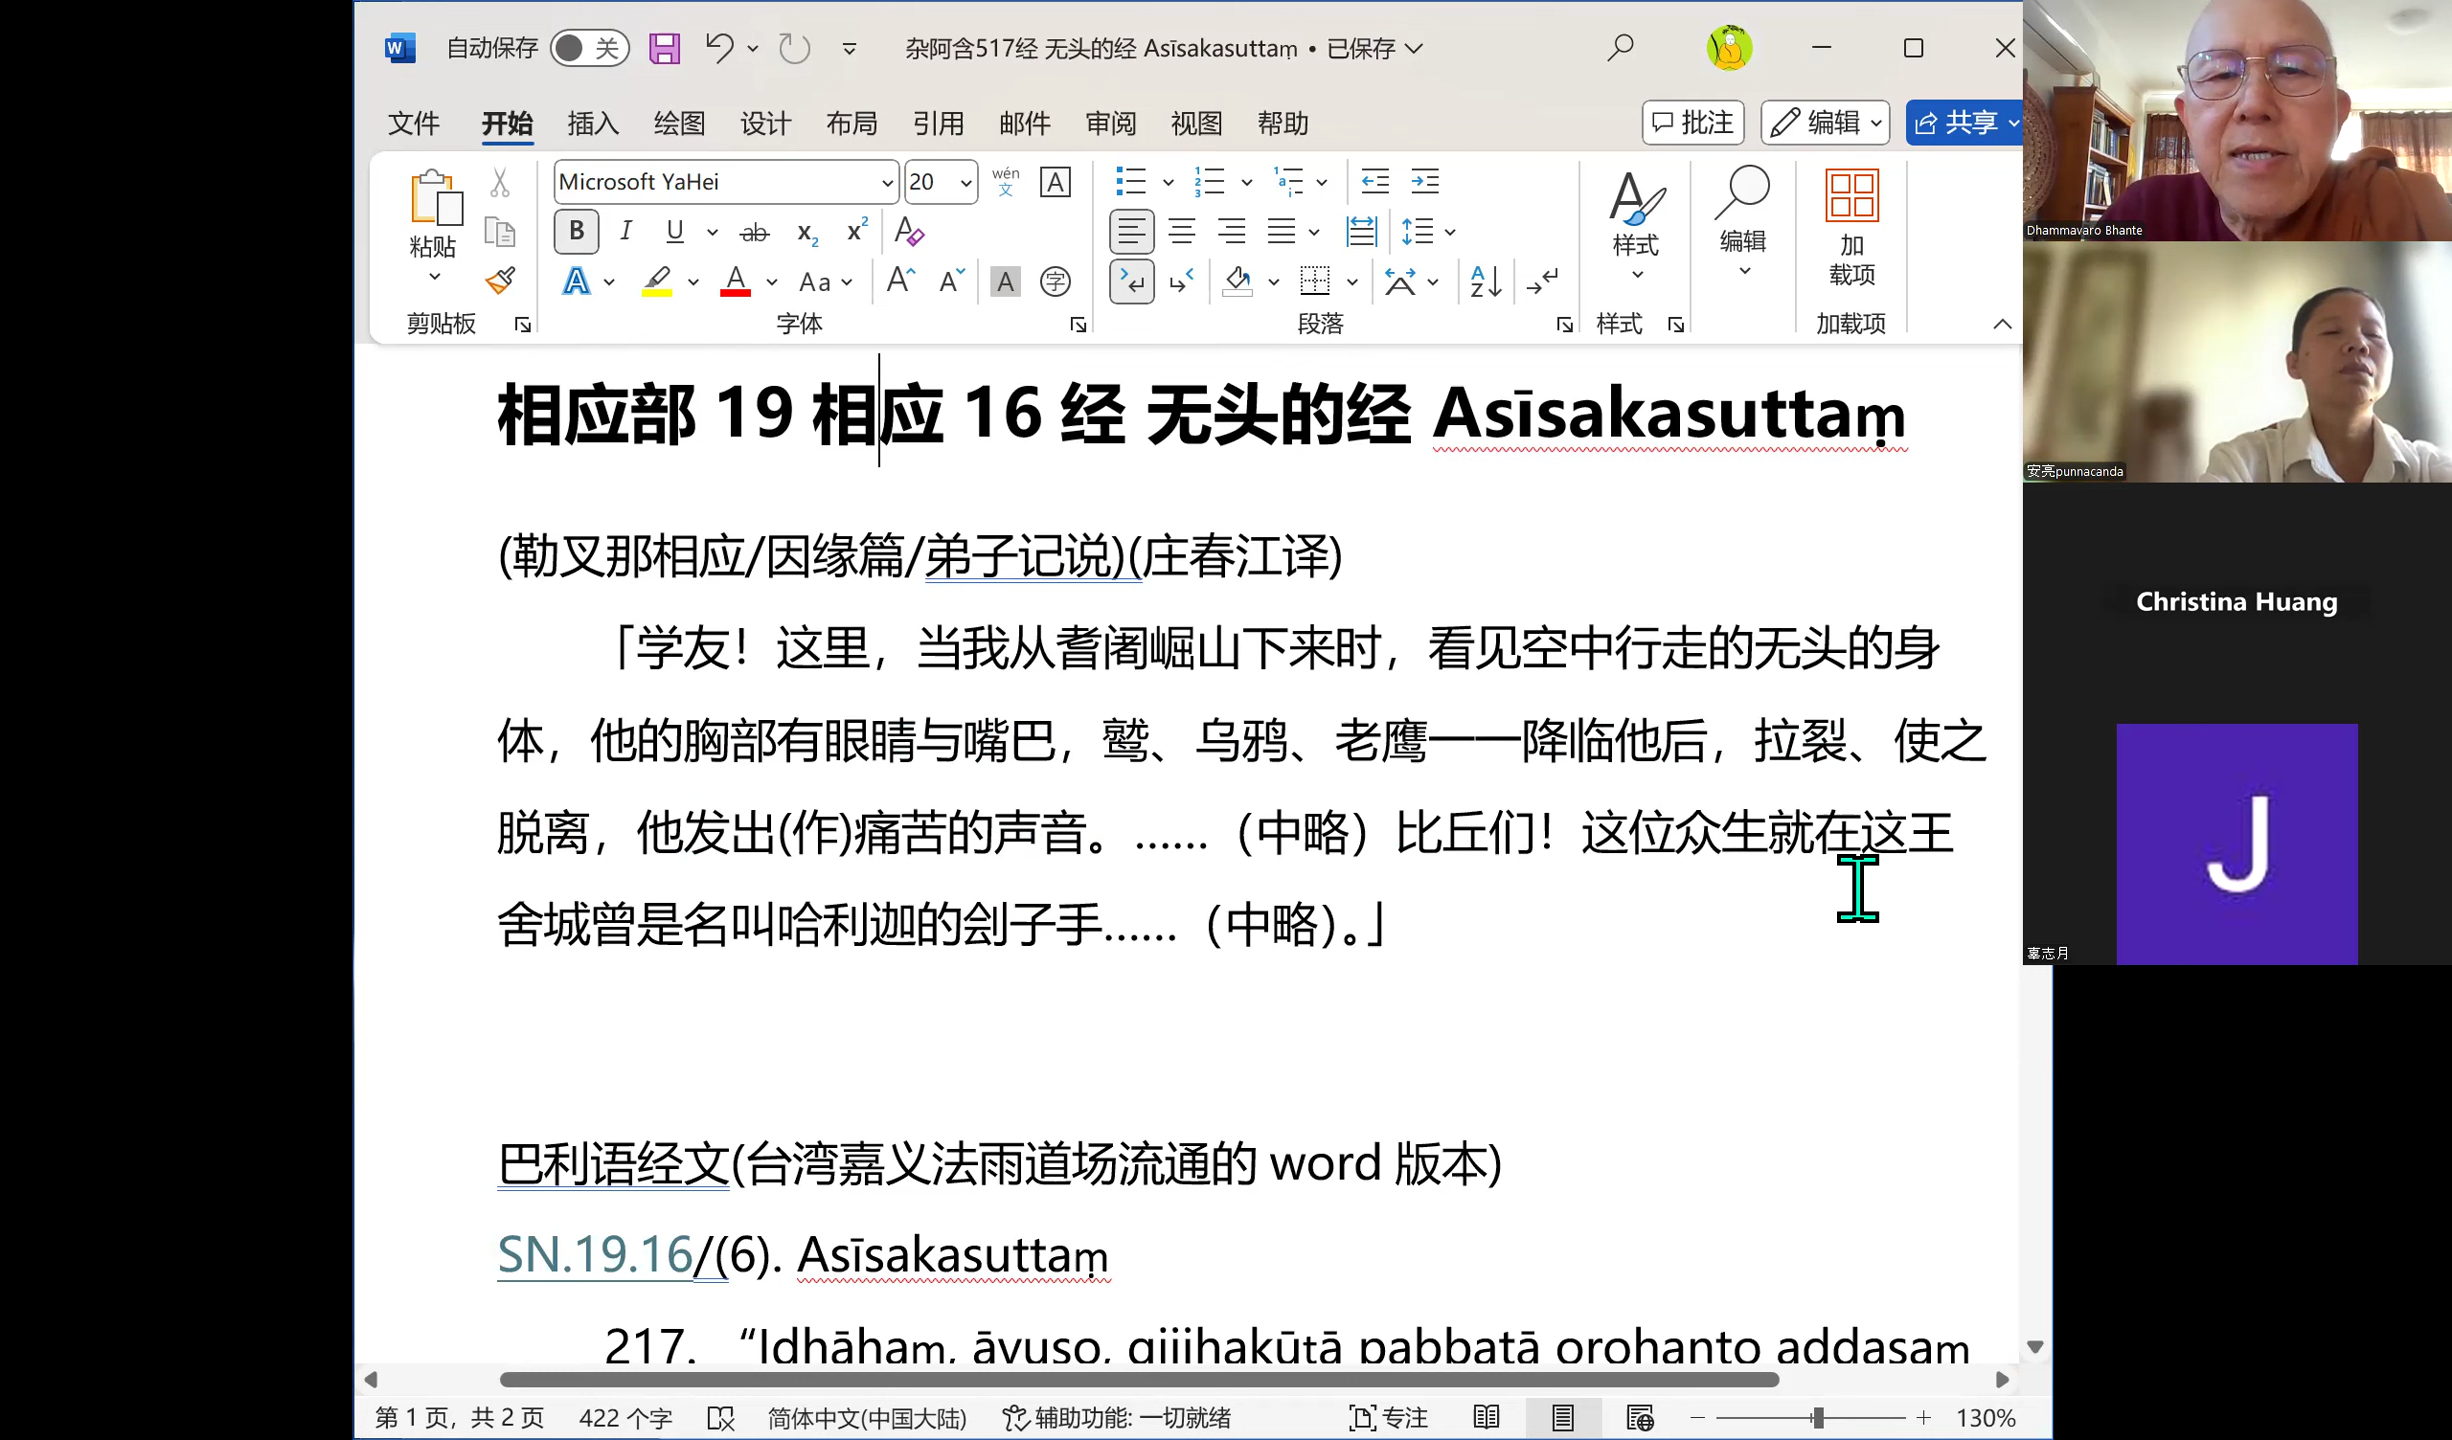 自动保存 关 杂阿含517经 无头的经 Asīsakasuttaṃ • 已保存
文件 开始 插入 绘图 设计 布局 引用 邮件 审阅 视图 帮助 批注 编辑 共享
Microsoft YaHei 20
粘贴
样式 编辑 加载项
剪贴板 字体 段落 样式 加载项
相应部 19 相应 16 经 无头的经 Asīsakasuttaṃ
(勒叉那相应/因缘篇/弟子记说)(庄春江译)
「学友！这里，当我从耆阇崛山下来时，看见空中行走的无头的身
体，他的胸部有眼睛与嘴巴，鹫、乌鸦、老鹰一一降临他后，拉裂、使之
脱离，他发出(作)痛苦的声音。……（中略）比丘们！这位众生就在这王
舍城曾是名叫哈利迦的刽子手……（中略）。」
巴利语经文(台湾嘉义法雨道场流通的 word 版本)
SN.19.16/(6). Asīsakasuttaṃ
217. “Idhāhaṃ, āvuso, gijjhakūṭā pabbatā orohanto addasaṃ
第 1 页，共 2 页 422 个字 简体中文(中国大陆) 辅助功能: 一切就绪 专注 130%
Dhammavaro Bhante
安亮punnacanda
Christina Huang
J
辜志月